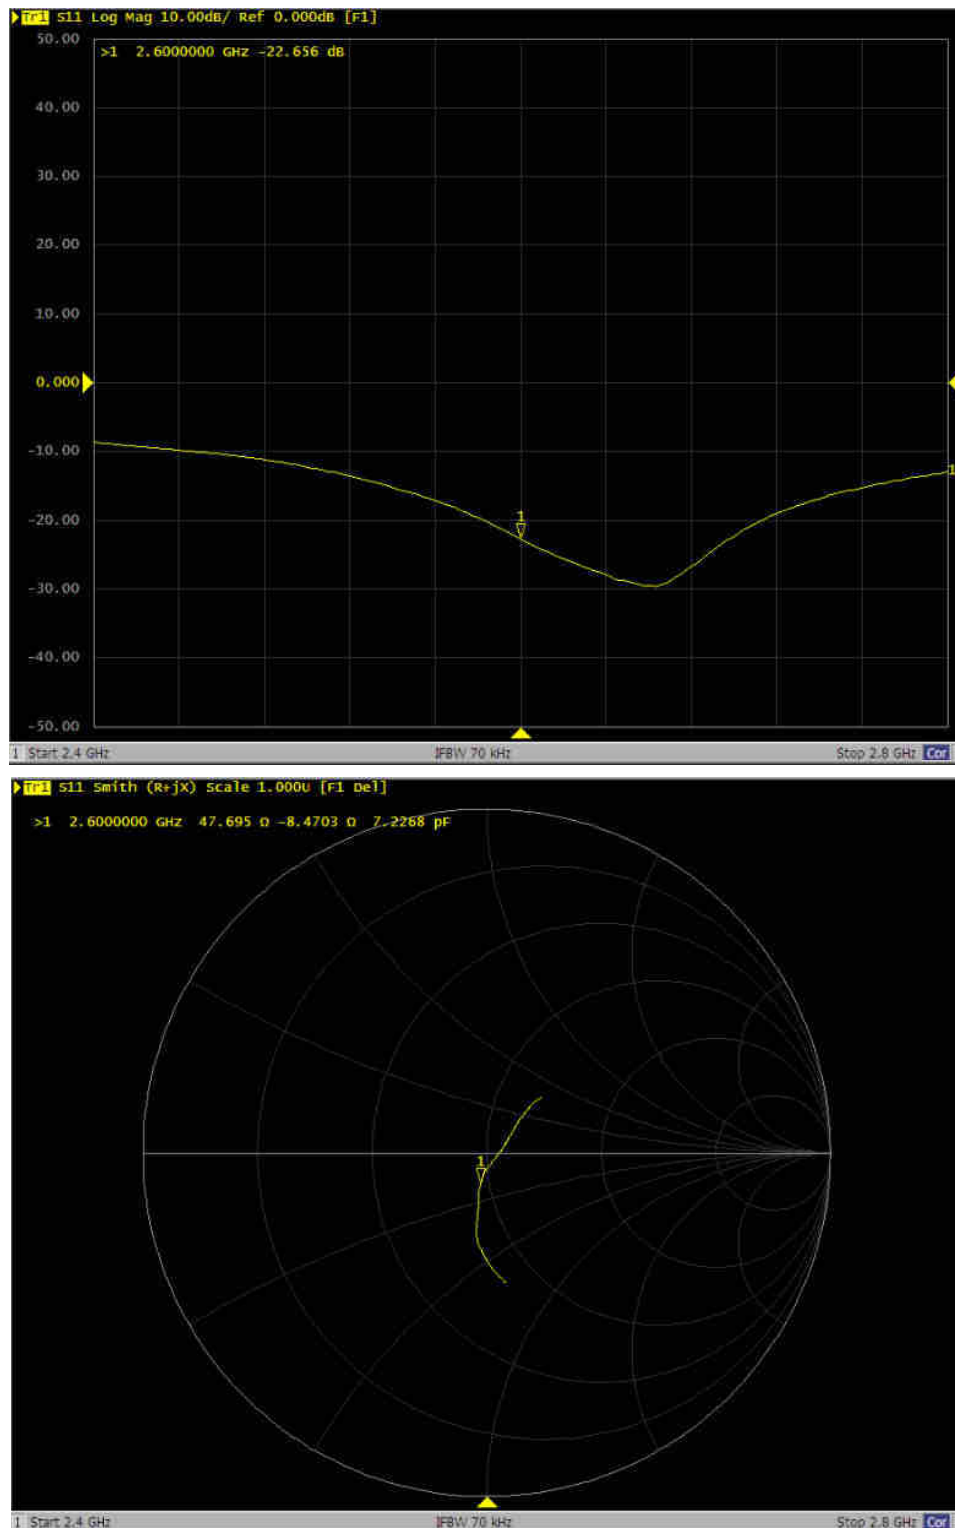 Tr1 S11 Log Mag 10.00dB/ Ref 0.000dB [F1]
50.00
>1 2.6000000 GHz -22.656 dB
40.00
30.00
20.00
10.00
0.000
-10.00
1
-20.00
1
-30.00
-40.00
-50.00
1 Start 2.4 GHz IFBW 70 kHz Stop 2.8 GHz Cor
Tr1 S11 Smith (R+jX) Scale 1.000U [F1 Del]
>1 2.6000000 GHz 47.695 Ω -8.4703 Ω 7.2268 pF
1
1 Start 2.4 GHz IFBW 70 kHz Stop 2.8 GHz Cor